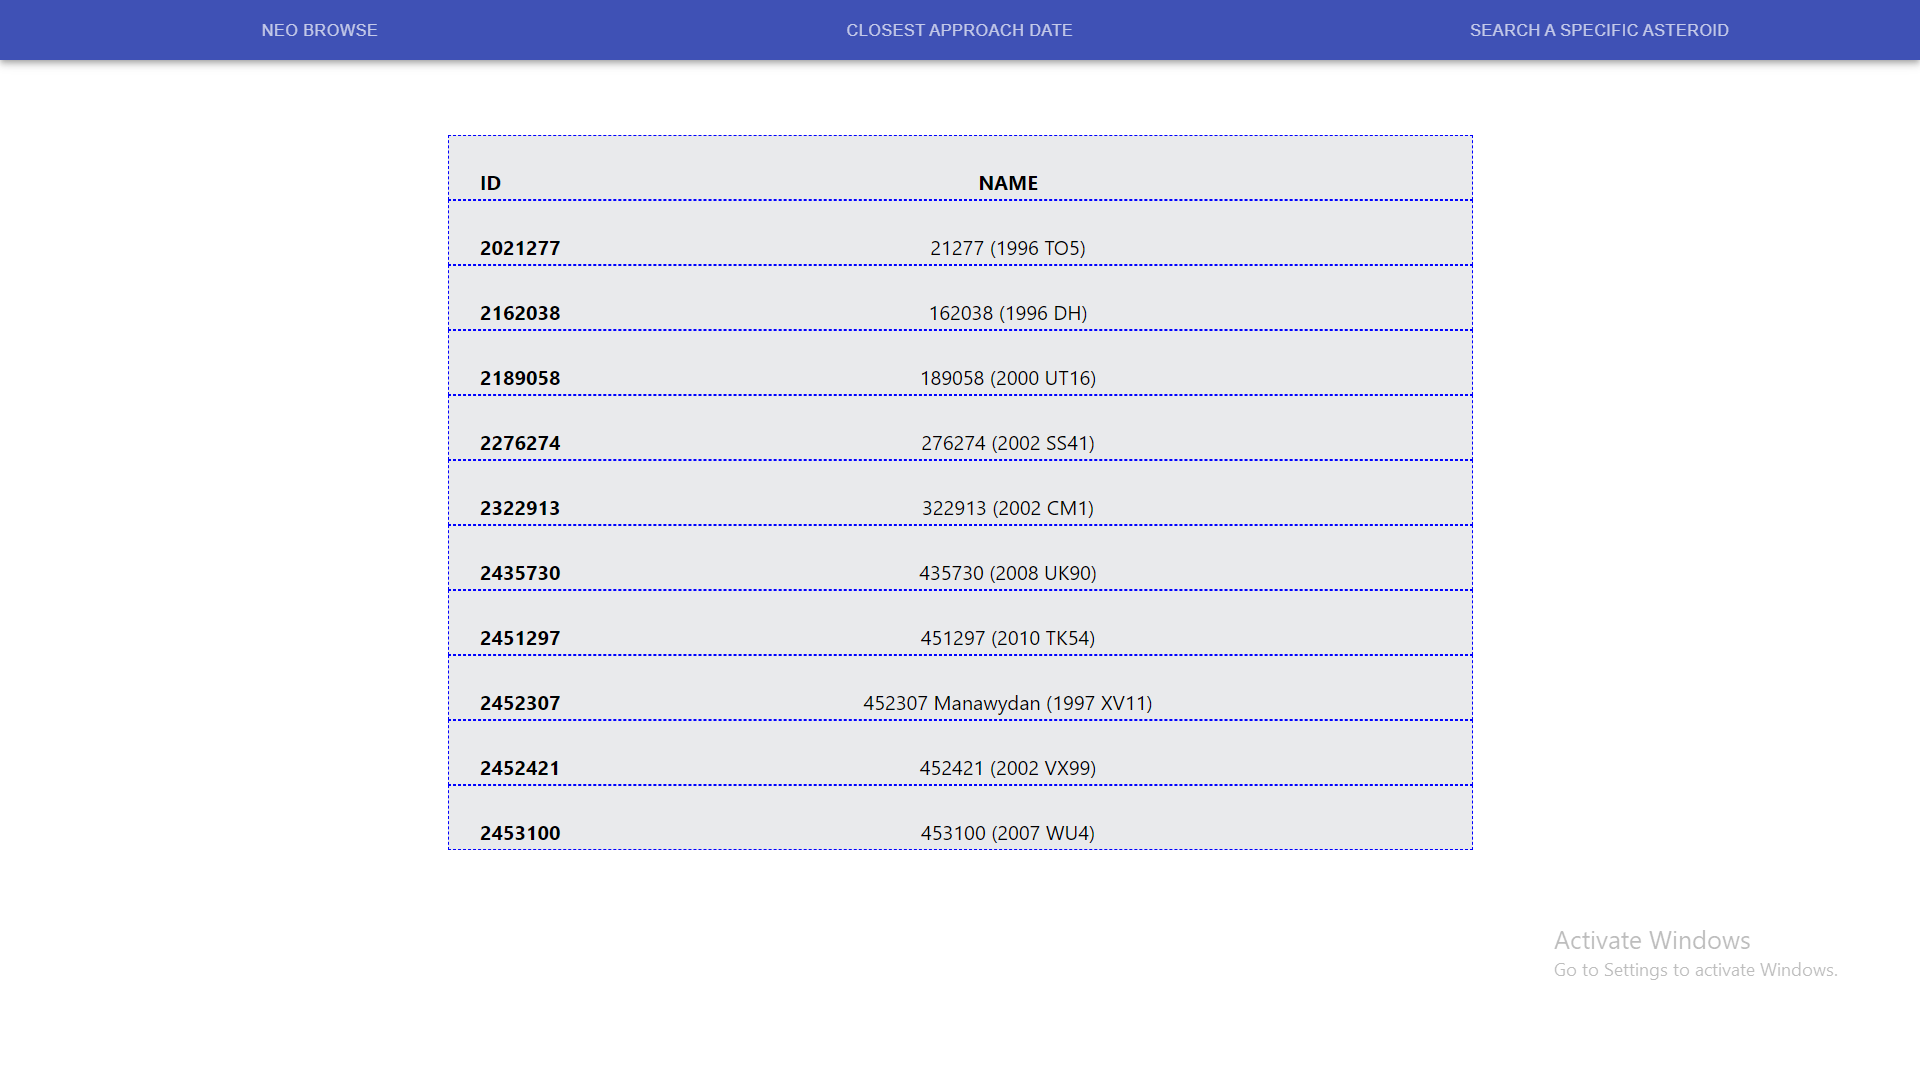 NEO BROWSE CLOSEST APPROACH DATE SEARCH A SPECIFIC ASTEROID
ID NAME
2021277 21277 (1996 TO5)
2162038 162038 (1996 DH)
2189058 189058 (2000 UT16)
2276274 276274 (2002 SS41)
2322913 322913 (2002 CM1)
2435730 435730 (2008 UK90)
2451297 451297 (2010 TK54)
2452307 452307 Manawydan (1997 XV11)
2452421 452421 (2002 VX99)
2453100 453100 (2007 WU4)
Activate Windows
Go to Settings to activate Windows.